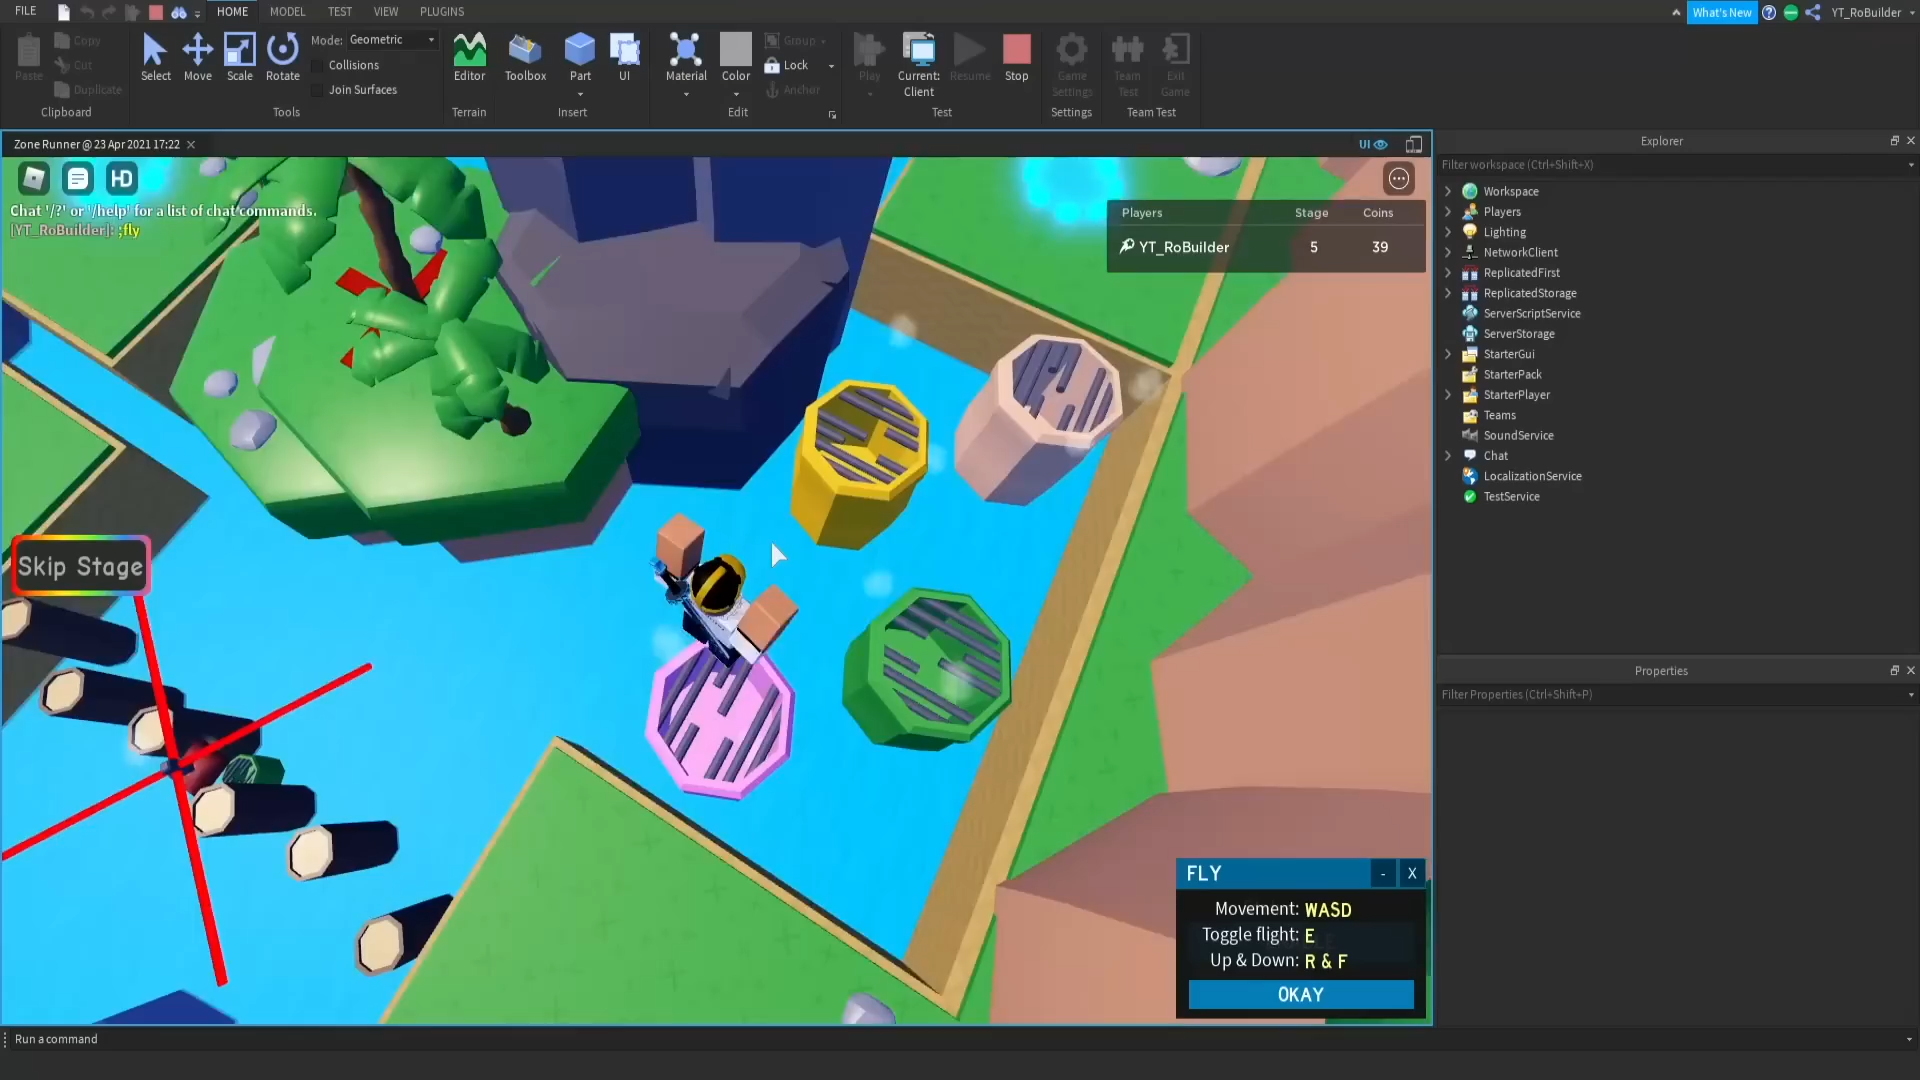 FILE
HOME
MODEL
TEST
VIEW
PLUGINS
What's New
YT_RoBuilder
Paste
Copy
Cut
Duplicate
Clipboard
Select
Move
Scale
Rotate
Mode: Geometric
Collisions
Join Surfaces
Tools
Editor
Terrain
Toolbox
Part
UI
Insert
Material
Color
Group
Lock
Anchor
Edit
Play
Current:
Client
Resume
Stop
Test
Game
Settings
Settings
Team
Test
Exit
Game
Team Test
Zone Runner @ 23 Apr 2021 17:22
UI
HD
Chat '/?' or '/help' for a list of chat commands.
[YT_RoBuilder]: ;fly
Players Stage Coins
YT_RoBuilder 5 39
Skip Stage
FLY - X
Movement: WASD
Toggle flight: E
Up & Down: R & F
OKAY
Explorer
Filter workspace (Ctrl+Shift+X)
Workspace
Players
Lighting
NetworkClient
ReplicatedFirst
ReplicatedStorage
ServerScriptService
ServerStorage
StarterGui
StarterPack
StarterPlayer
Teams
SoundService
Chat
LocalizationService
TestService
Properties
Filter Properties (Ctrl+Shift+P)
Run a command